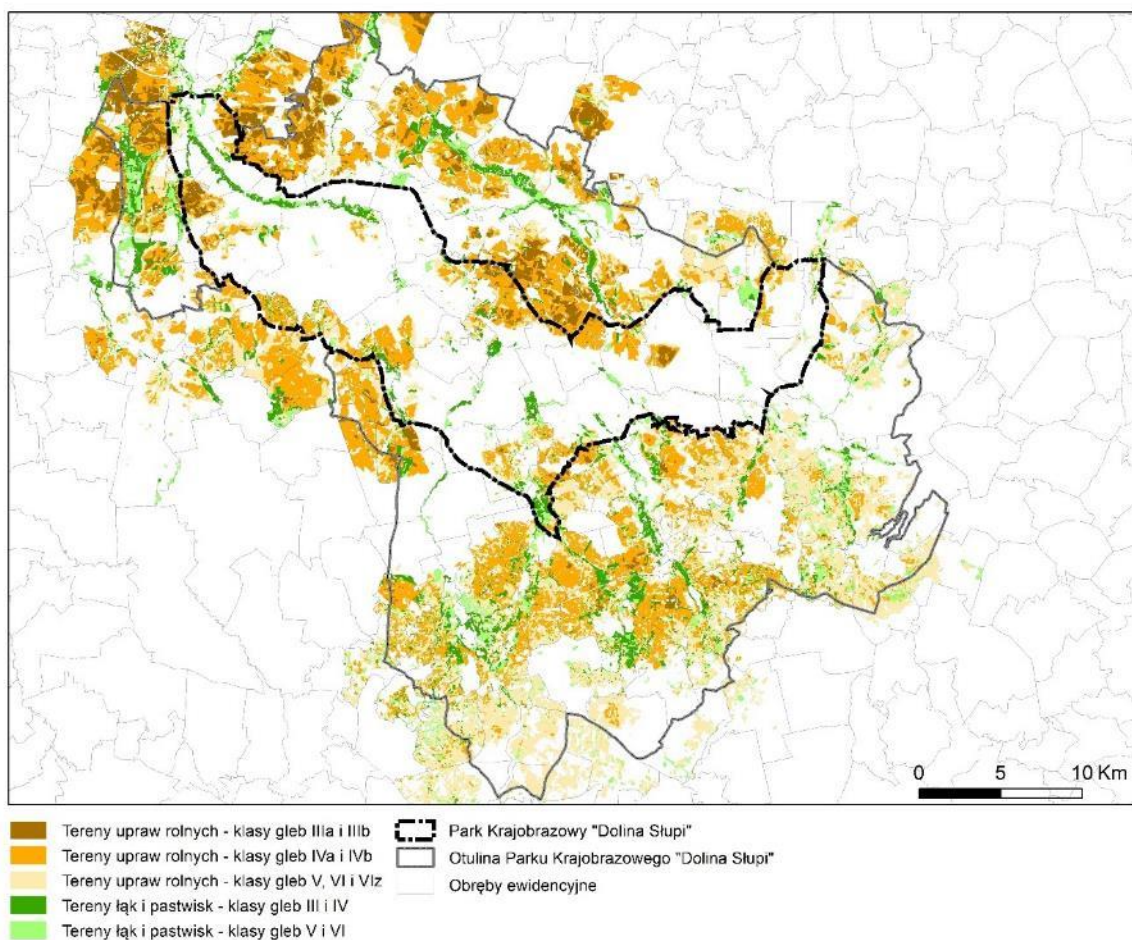 0 5 10 Km
Tereny upraw rolnych - klasy gleb IIIa i IIIb
Tereny upraw rolnych - klasy gleb IVa i IVb
Tereny upraw rolnych - klasy gleb V, VI i VIz
Tereny łąk i pastwisk - klasy gleb III i IV
Tereny łąk i pastwisk - klasy gleb V i VI
Park Krajobrazowy "Dolina Słupi"
Otulina Parku Krajobrazowego "Dolina Słupi"
Obręby ewidencyjne